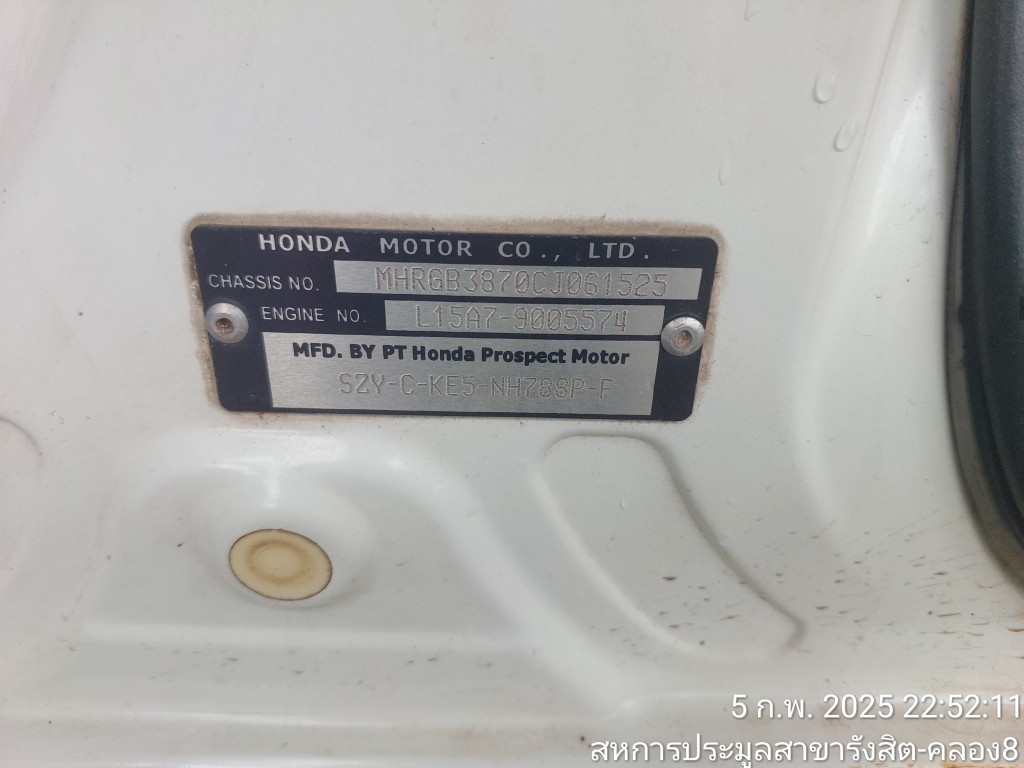 HONDA MOTOR CO., LTD.
CHASSIS NO. MHRGB3870CJ061525
ENGINE NO. L15A7-9005574
MFD. BY PT Honda Prospect Motor
SZY-C-KE5-NH788P-F
5 ก.พ. 2025 22:52:11
สหการประมูลสาขารังสิต-คลอง8